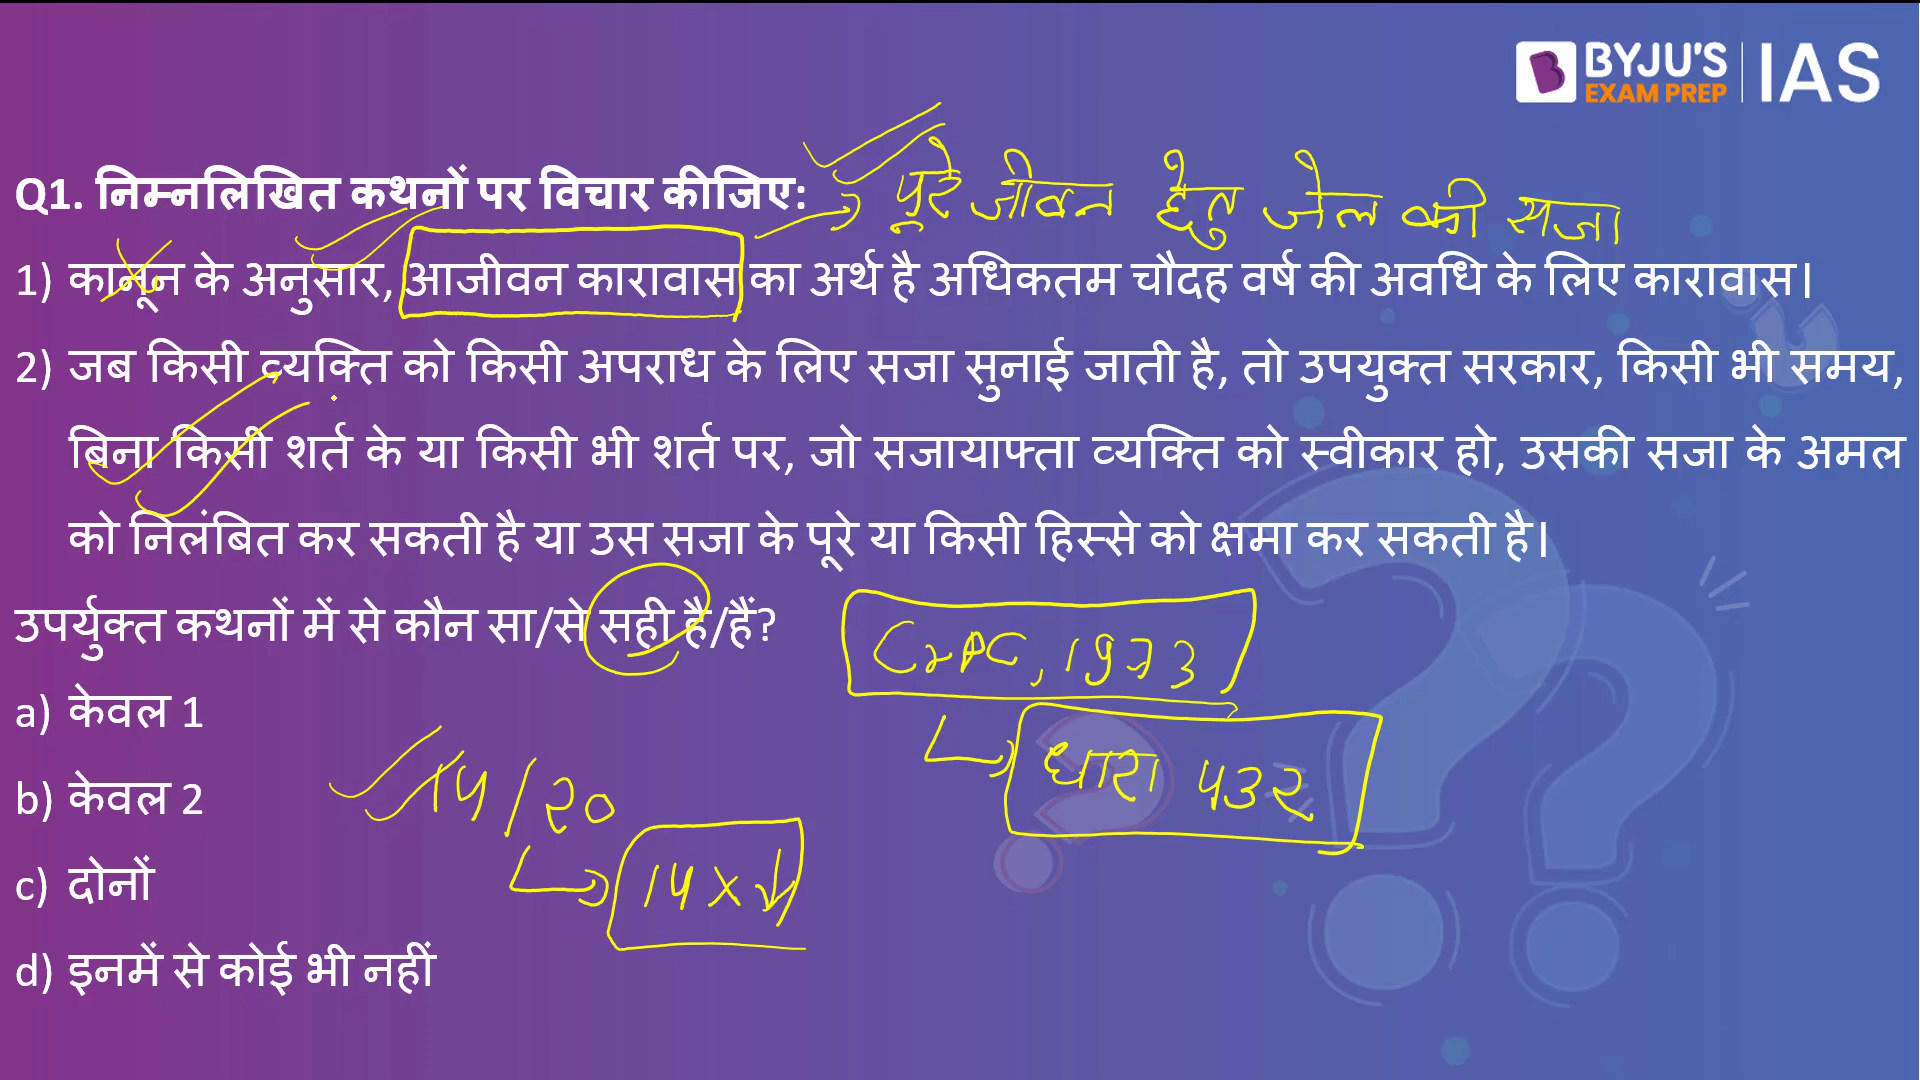 BYJU'S
EXAM PREP
IAS
Q1. निम्नलिखित कथनों पर विचार कीजिए:
पूरे जीवन हेतु जेल की सजा
1) कानून के अनुसार, आजीवन कारावास का अर्थ है अधिकतम चौदह वर्ष की अवधि के लिए कारावास।
2) जब किसी व्यक्ति को किसी अपराध के लिए सजा सुनाई जाती है, तो उपयुक्त सरकार, किसी भी समय,
बिना किसी शर्त के या किसी भी शर्त पर, जो सजायाफ्ता व्यक्ति को स्वीकार हो, उसकी सजा के अमल
को निलंबित कर सकती है या उस सजा के पूरे या किसी हिस्से को क्षमा कर सकती है।
उपर्युक्त कथनों में से कौन सा/से सही है/हैं?
CrPC, 1973
a) केवल 1
धारा 432
b) केवल 2
14/20
c) दोनों
14 x
d) इनमें से कोई भी नहीं